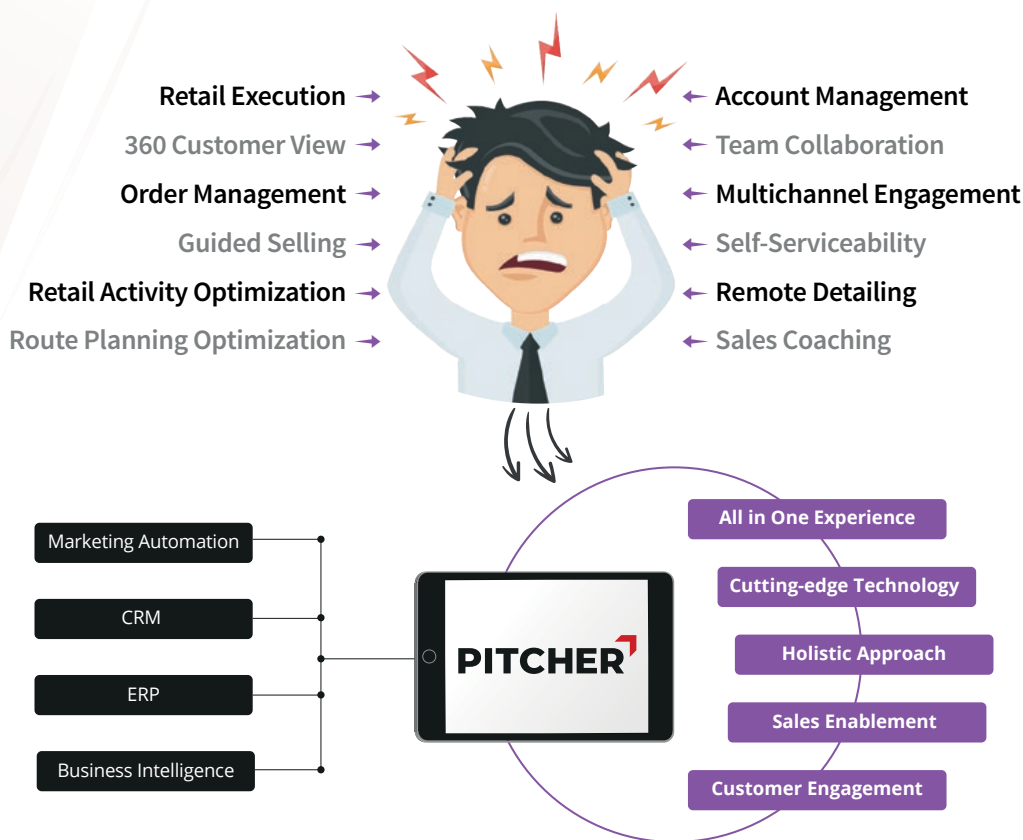 Retail Execution
360 Customer View
Order Management
Guided Selling
Retail Activity Optimization
Route Planning Optimization
Account Management
Team Collaboration
Multichannel Engagement
Self-Serviceability
Remote Detailing
Sales Coaching
Marketing Automation
CRM
ERP
Business Intelligence
PITCHER
All in One Experience
Cutting-edge Technology
Holistic Approach
Sales Enablement
Customer Engagement